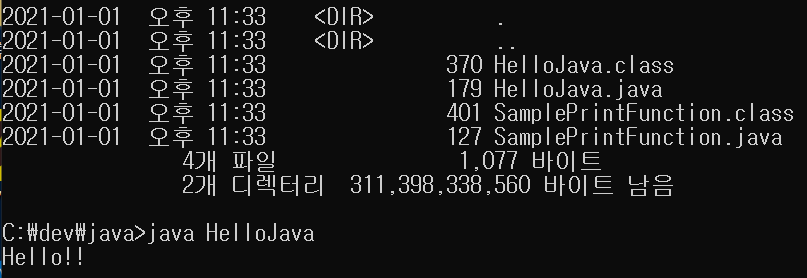 2021-01-01 오후 11:33 <DIR> .
2021-01-01 오후 11:33 <DIR> ..
2021-01-01 오후 11:33 370 HelloJava.class
2021-01-01 오후 11:33 179 HelloJava.java
2021-01-01 오후 11:33 401 SamplePrintFunction.class
2021-01-01 오후 11:33 127 SamplePrintFunction.java
4개 파일 1,077 바이트
2개 디렉터리 311,398,338,560 바이트 남음
C:₩dev₩java>java HelloJava
Hello!!